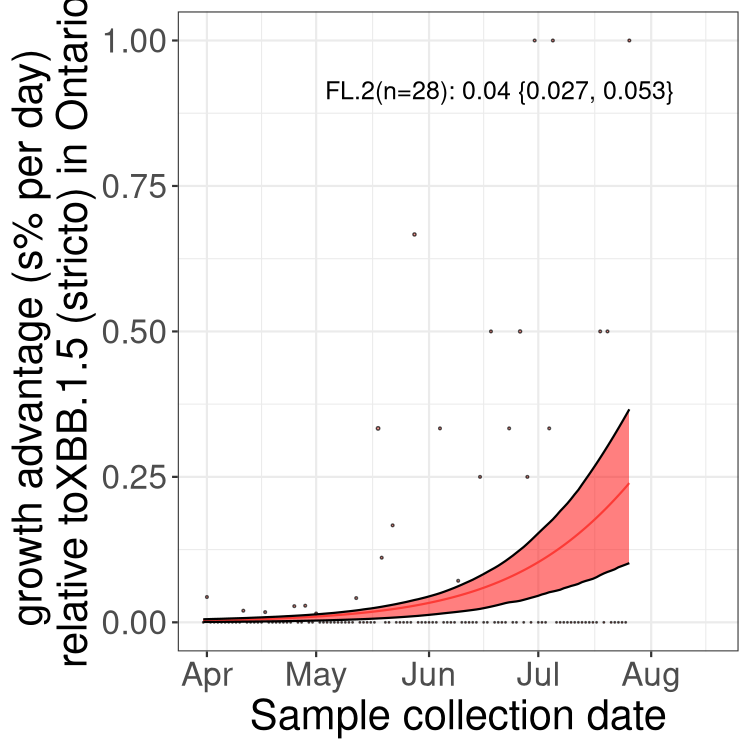 growth advantage (s% per day)
relative toXBB.1.5 (stricto) in Ontario
1.00
0.75
0.50
0.25
0.00
FL.2(n=28): 0.04 {0.027, 0.053}
Apr May Jun Jul Aug
Sample collection date